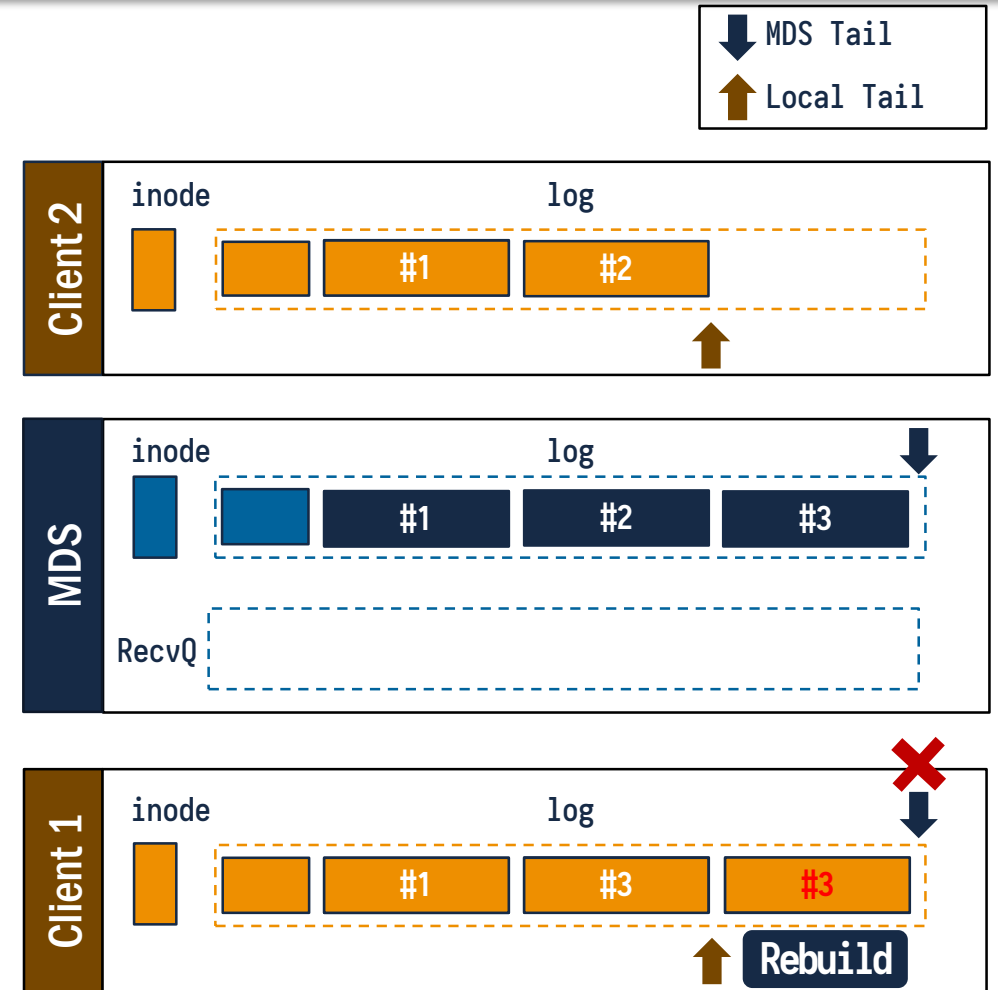 MDS Tail
Local Tail
Client 2
inode
log
#1
#2
MDS
inode
log
#1
#2
#3
RecvQ
Client 1
inode
log
#1
#3
#3
Rebuild